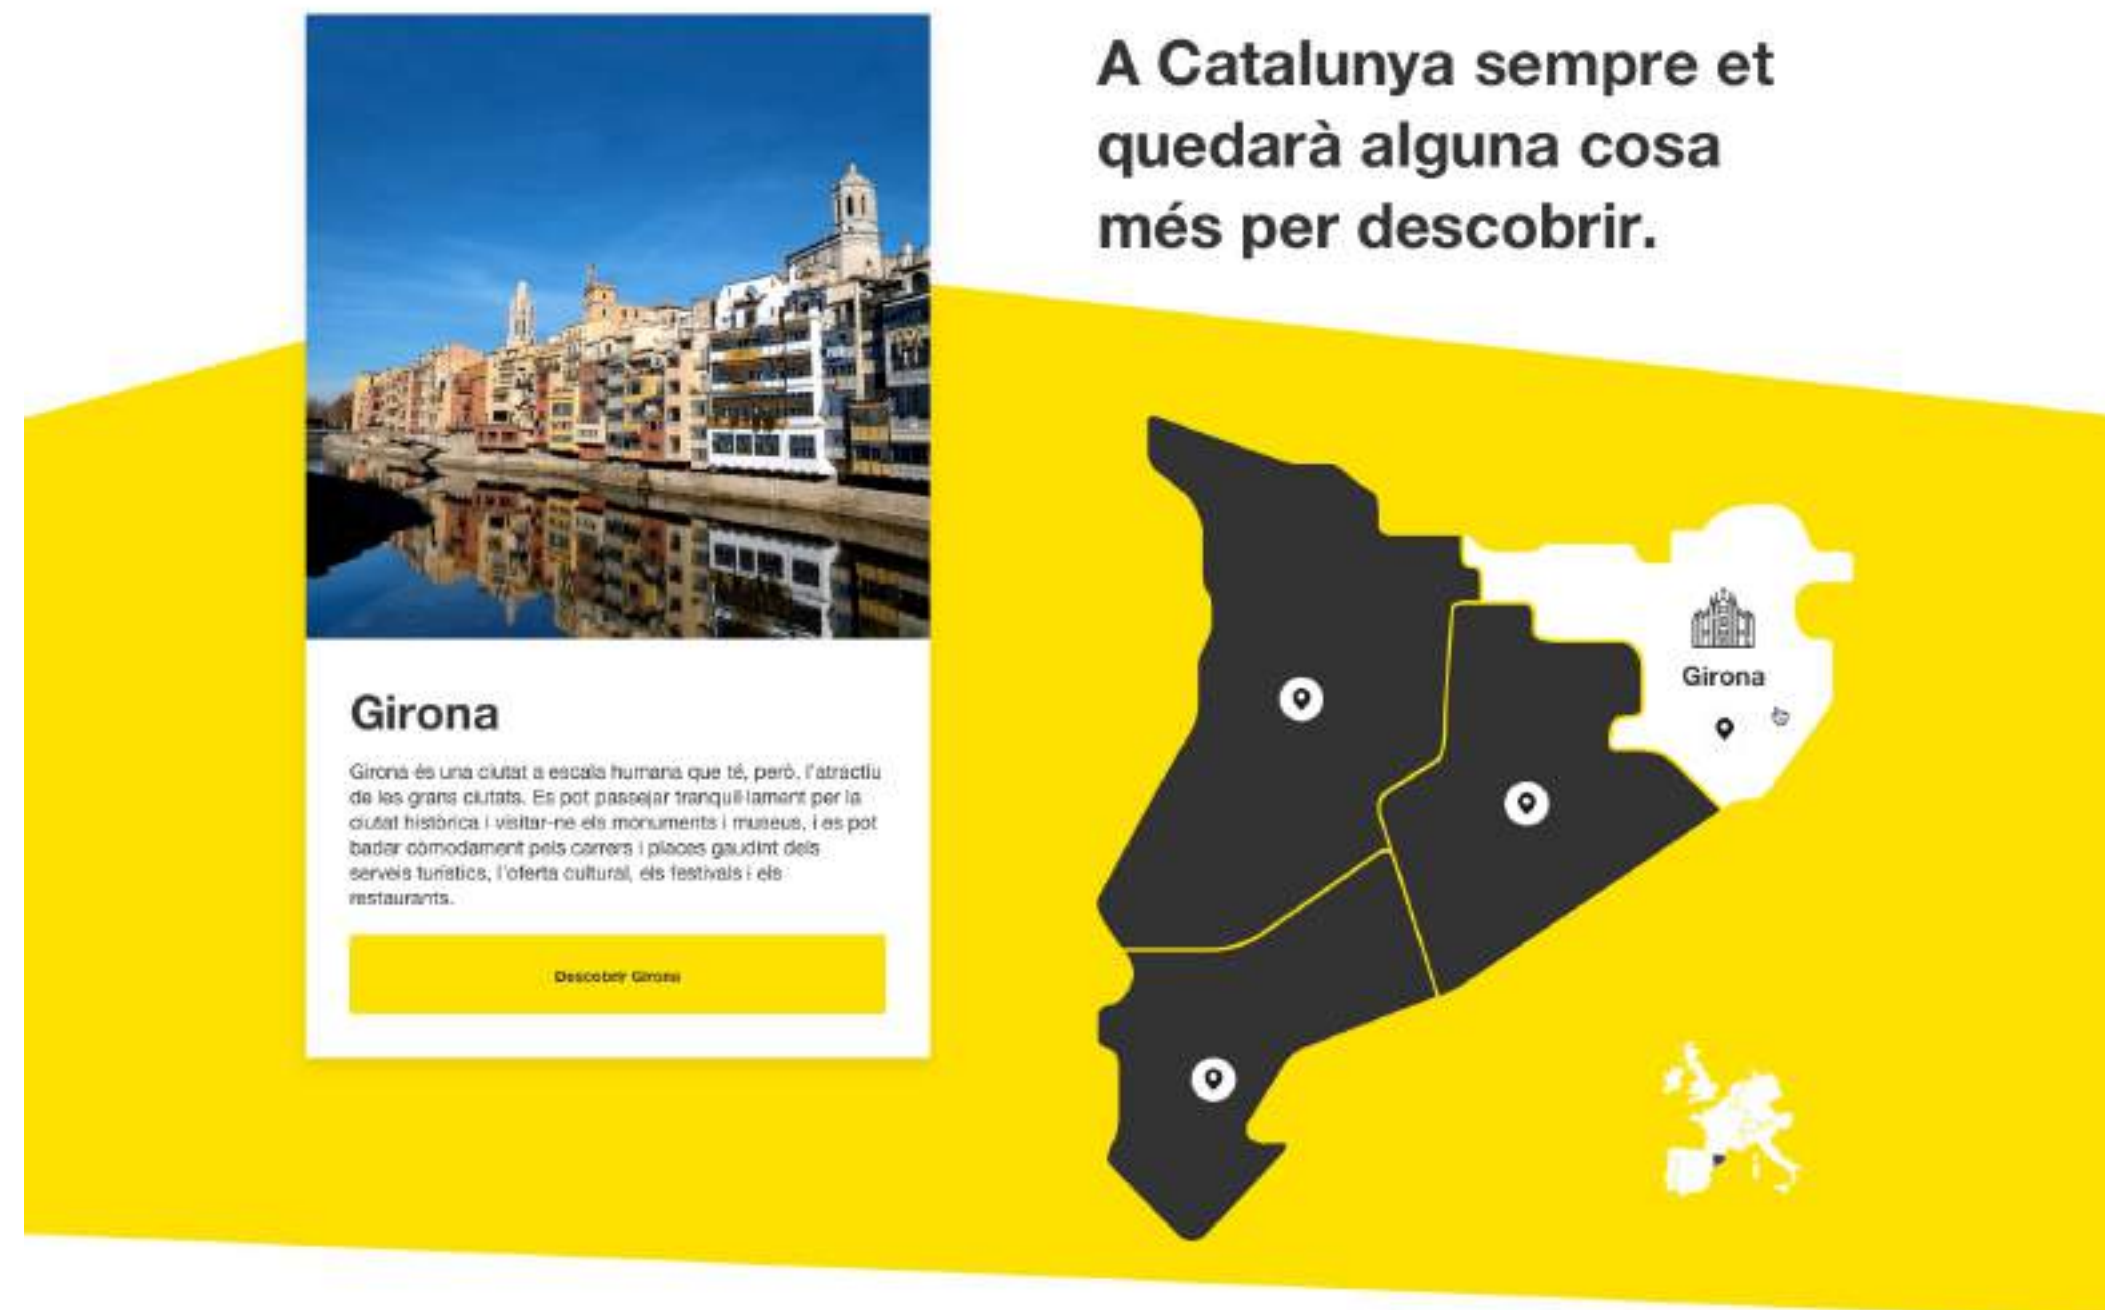 A Catalunya sempre et
quedarà alguna cosa
més per descobrir.
Girona
Girona és una ciutat a escala humana que té, però, l'atractiu
de les grans ciutats. Es pot passejar tranquil·lament per la
ciutat històrica i visitar-ne els monuments i museus, i es pot
badar còmodament pels carrers i places gaudint dels
serveis turístics, l'oferta cultural, els festivals i els
restaurants.
Descobrir Girona
Girona